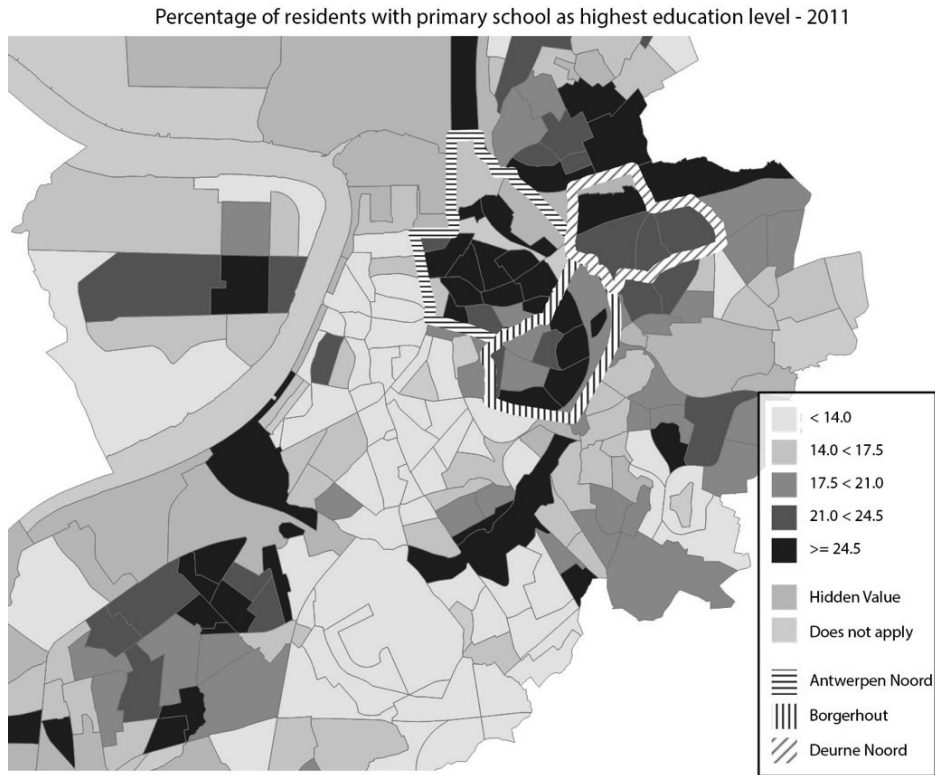 Percentage of residents with primary school as highest education level - 2011
< 14.0
14.0 < 17.5
17.5 < 21.0
21.0 < 24.5
>= 24.5
Hidden Value
Does not apply
Antwerpen Noord
Borgerhout
Deurne Noord